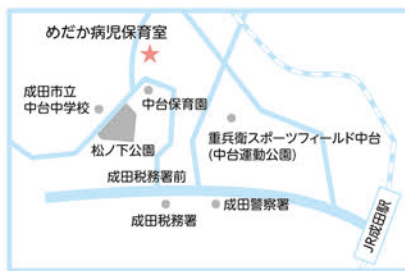 めだか病児保育室
成田市立
中台中学校
中台保育園
松ノ下公園
重兵衛スポーツフィールド中台
(中台運動公園)
成田税務署前
成田税務署
成田警察署
JR成田駅